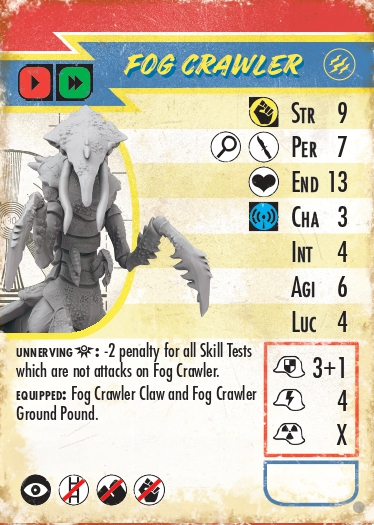 FOG CRAWLER
STR 9
PER 7
END 13
CHA 3
INT 4
AGI 6
LUC 4
UNNERVING : -2 penalty for all Skill Tests
which are not attacks on Fog Crawler.
EQUIPPED: Fog Crawler Claw and Fog Crawler
Ground Pound.
3+1
4
X